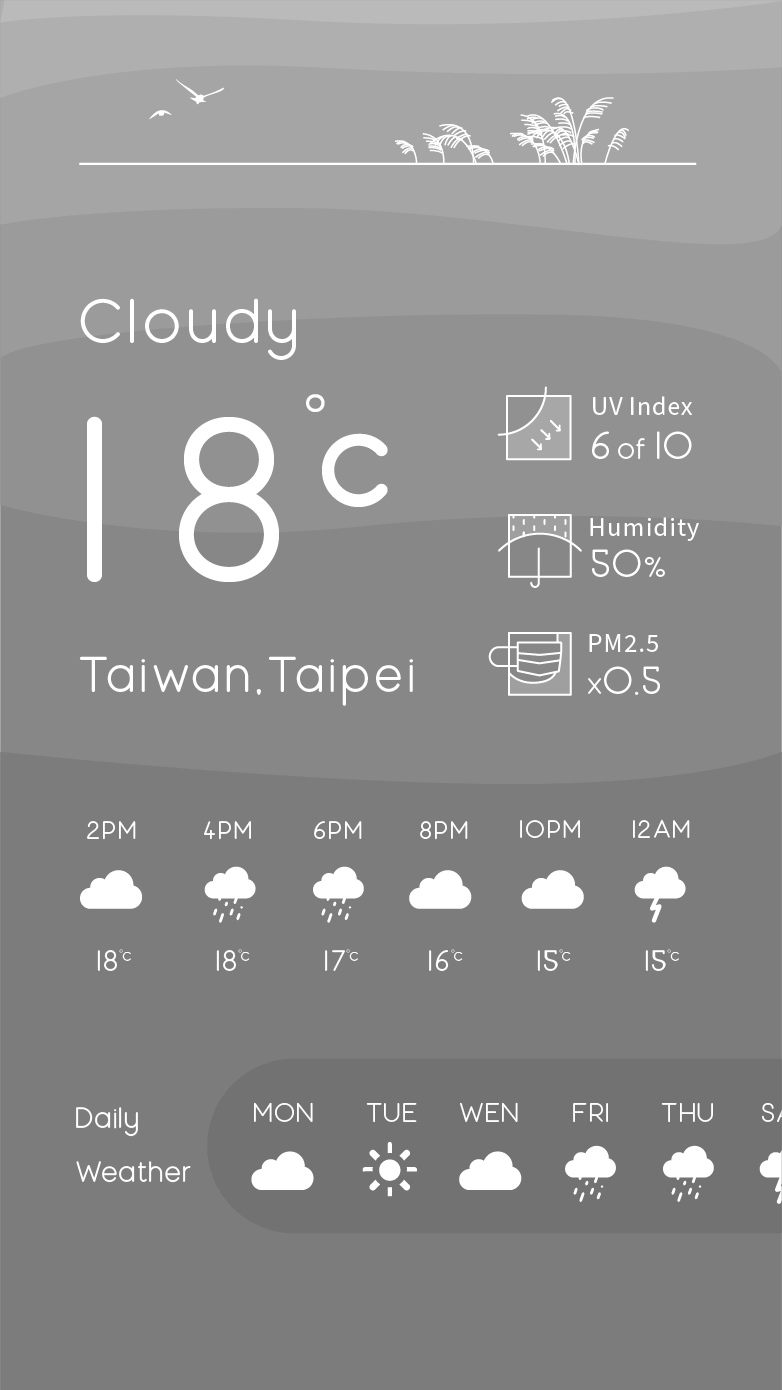 Cloudy
18°C
UV Index
6 of 10
Humidity
50%
PM2.5
x0.5
Taiwan,Taipei
2PM 4PM 6PM 8PM 10PM 12AM
18°C 18°C 17°C 16°C 15°C 15°C
Daily
Weather
MON TUE WEN FRI THU SA